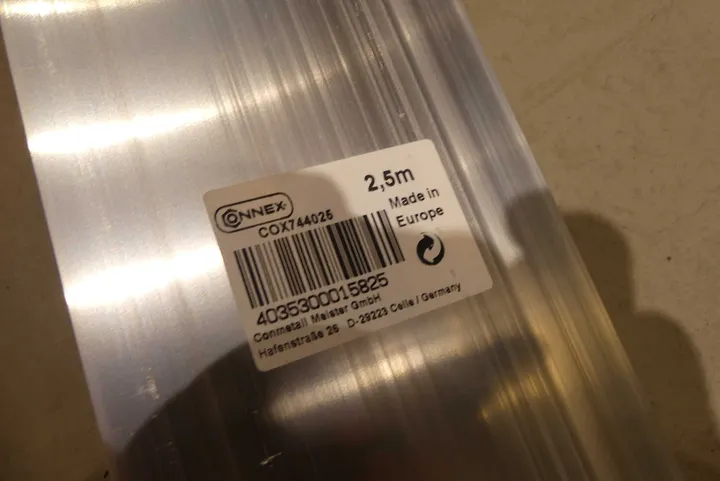 CONNEX
2,5m
COX744025
Made in
Europe
4035300015825
Conmetall Meister GmbH
Hafenstraße 26 D-29223 Celle / Germany